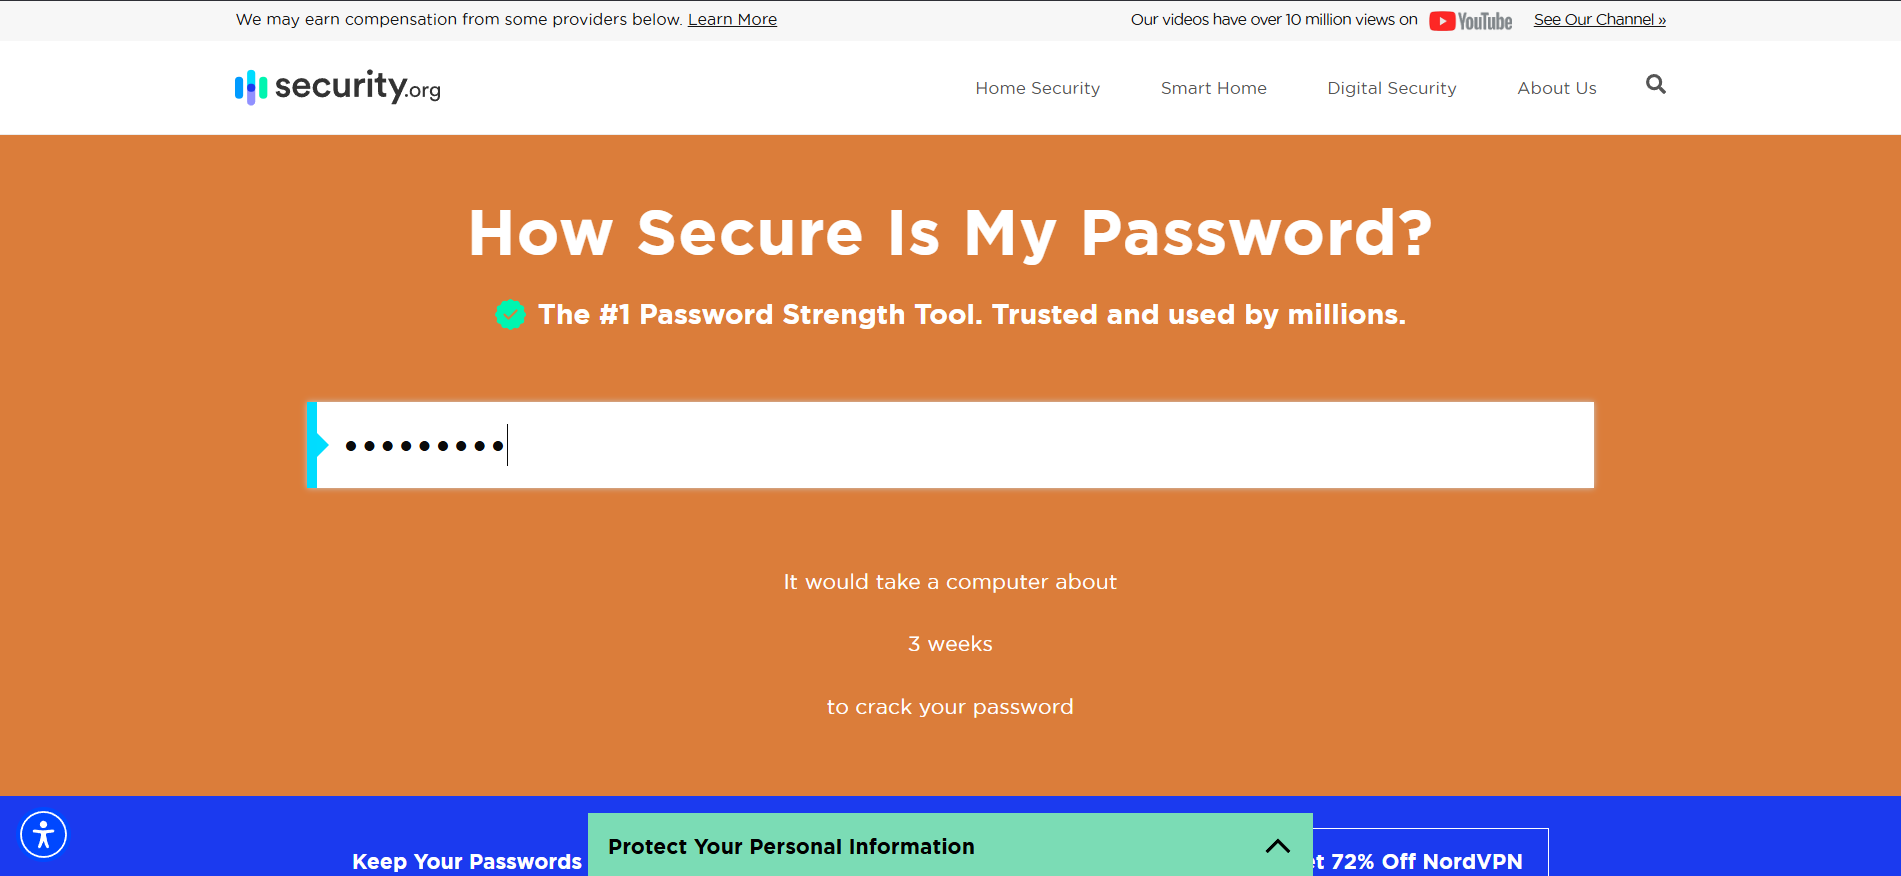 We may earn compensation from some providers below. Learn More
Our videos have over 10 million views on YouTube See Our Channel »
security.org
Home Security Smart Home Digital Security About Us
How Secure Is My Password?
The #1 Password Strength Tool. Trusted and used by millions.
•••••••••
It would take a computer about
3 weeks
to crack your password
Keep Your Passwords
Protect Your Personal Information
72% Off NordVPN